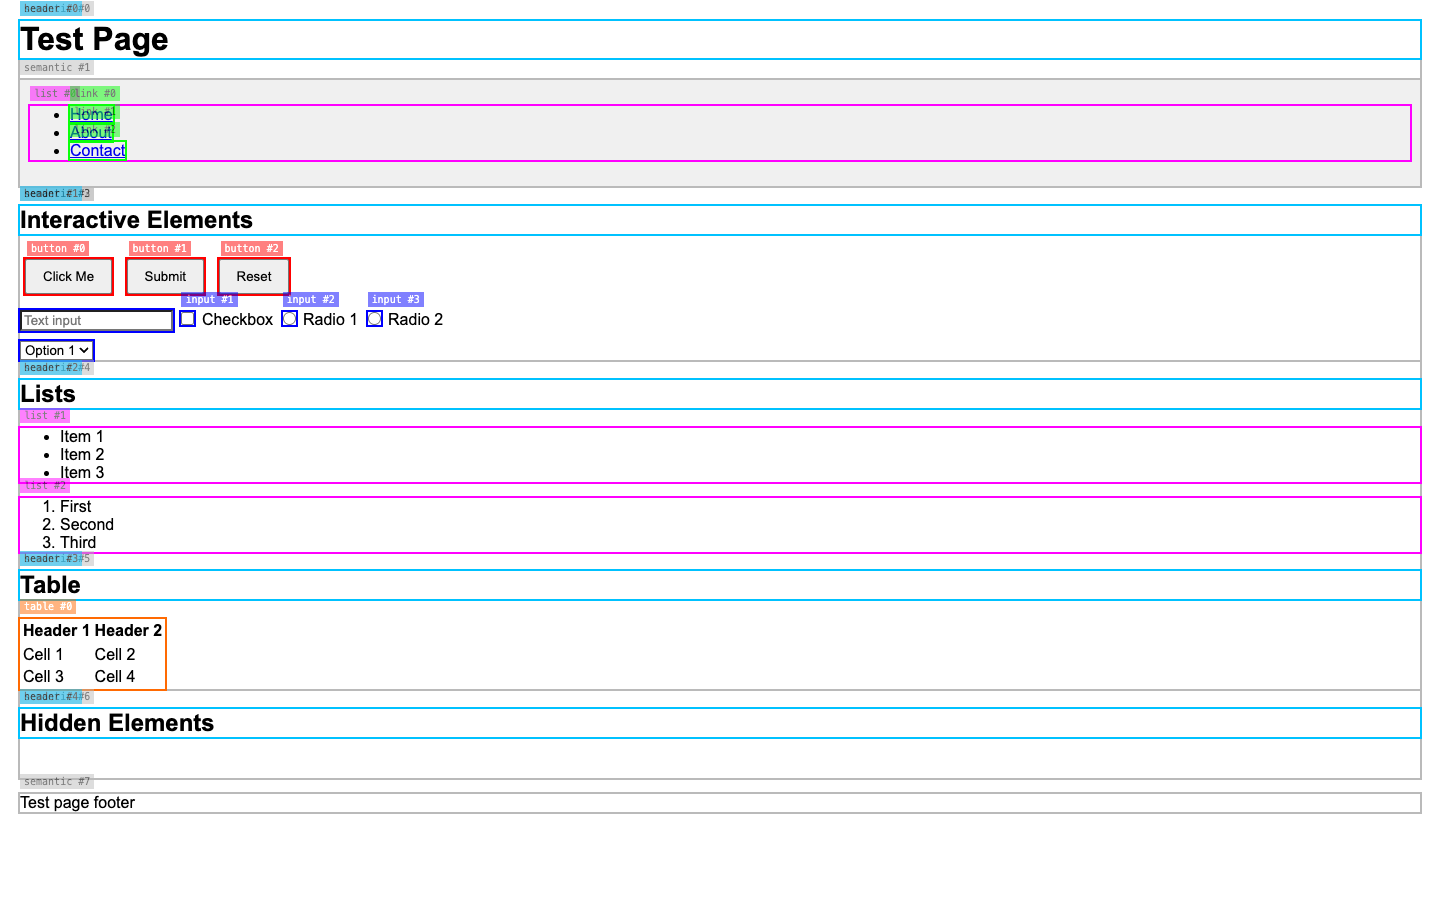 header #0
Test Page
semantic #1
list #0 link #0
link #1
Home
link #2
About
Contact
header #1
Interactive Elements
button #0 button #1 button #2
Click Me Submit Reset
input #1 input #2 input #3
Text input Checkbox Radio 1 Radio 2
Option 1
header #2
Lists
list #1
Item 1
Item 2
Item 3
list #2
1. First
2. Second
3. Third
header #3
Table
table #0
Header 1 Header 2
Cell 1 Cell 2
Cell 3 Cell 4
header #4
Hidden Elements
semantic #7
Test page footer